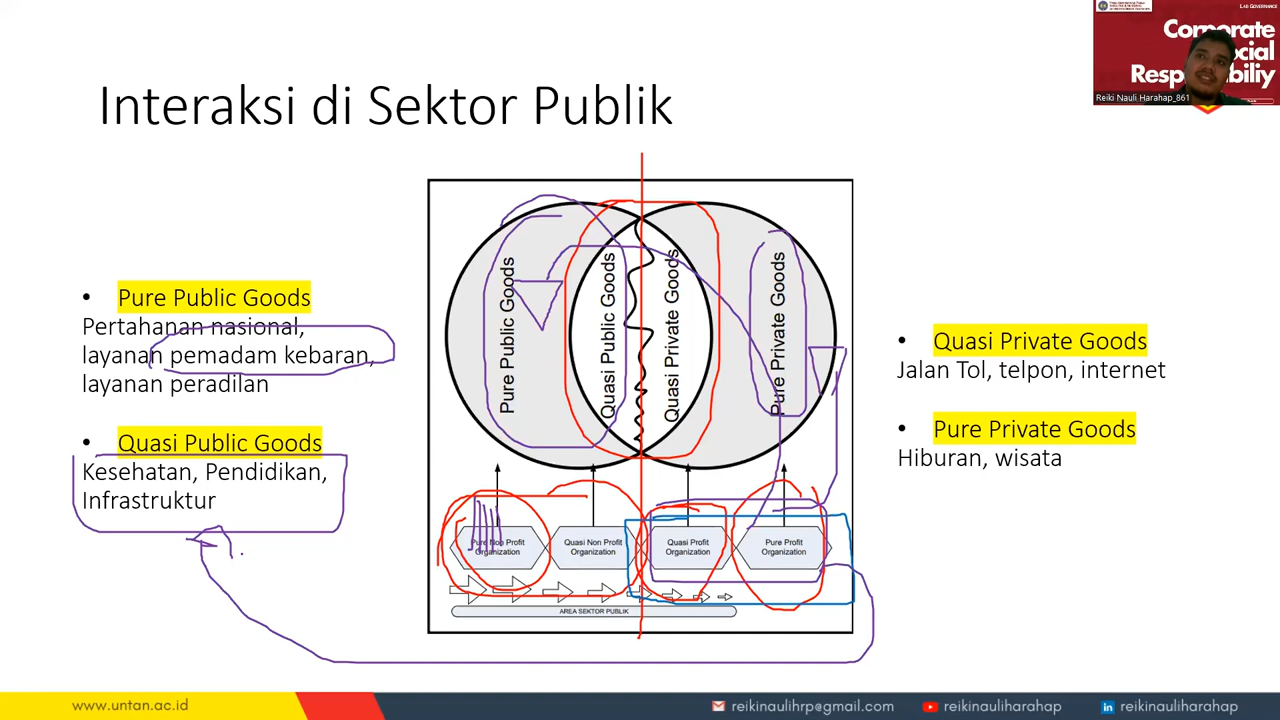 LAB GOVERNANCE
Corporate
Social
Responsibiliy
Reiki Nauli Harahap_861
Interaksi di Sektor Publik
• Pure Public Goods
Pertahanan nasional,
layanan pemadam kebaran,
layanan peradilan
• Quasi Public Goods
Kesehatan, Pendidikan,
Infrastruktur
Pure Public Goods
Quasi Public Goods
Quasi Private Goods
Pure Private Goods
Pure Non Profit
Organization
Quasi Non Profit
Organization
Quasi Profit
Organization
Pure Profit
Organization
AREA SEKTOR PUBLIK
• Quasi Private Goods
Jalan Tol, telpon, internet
• Pure Private Goods
Hiburan, wisata
www.untan.ac.id
reikinaulihrp@gmail.com
reikinauliharahap
reikinauliharahap